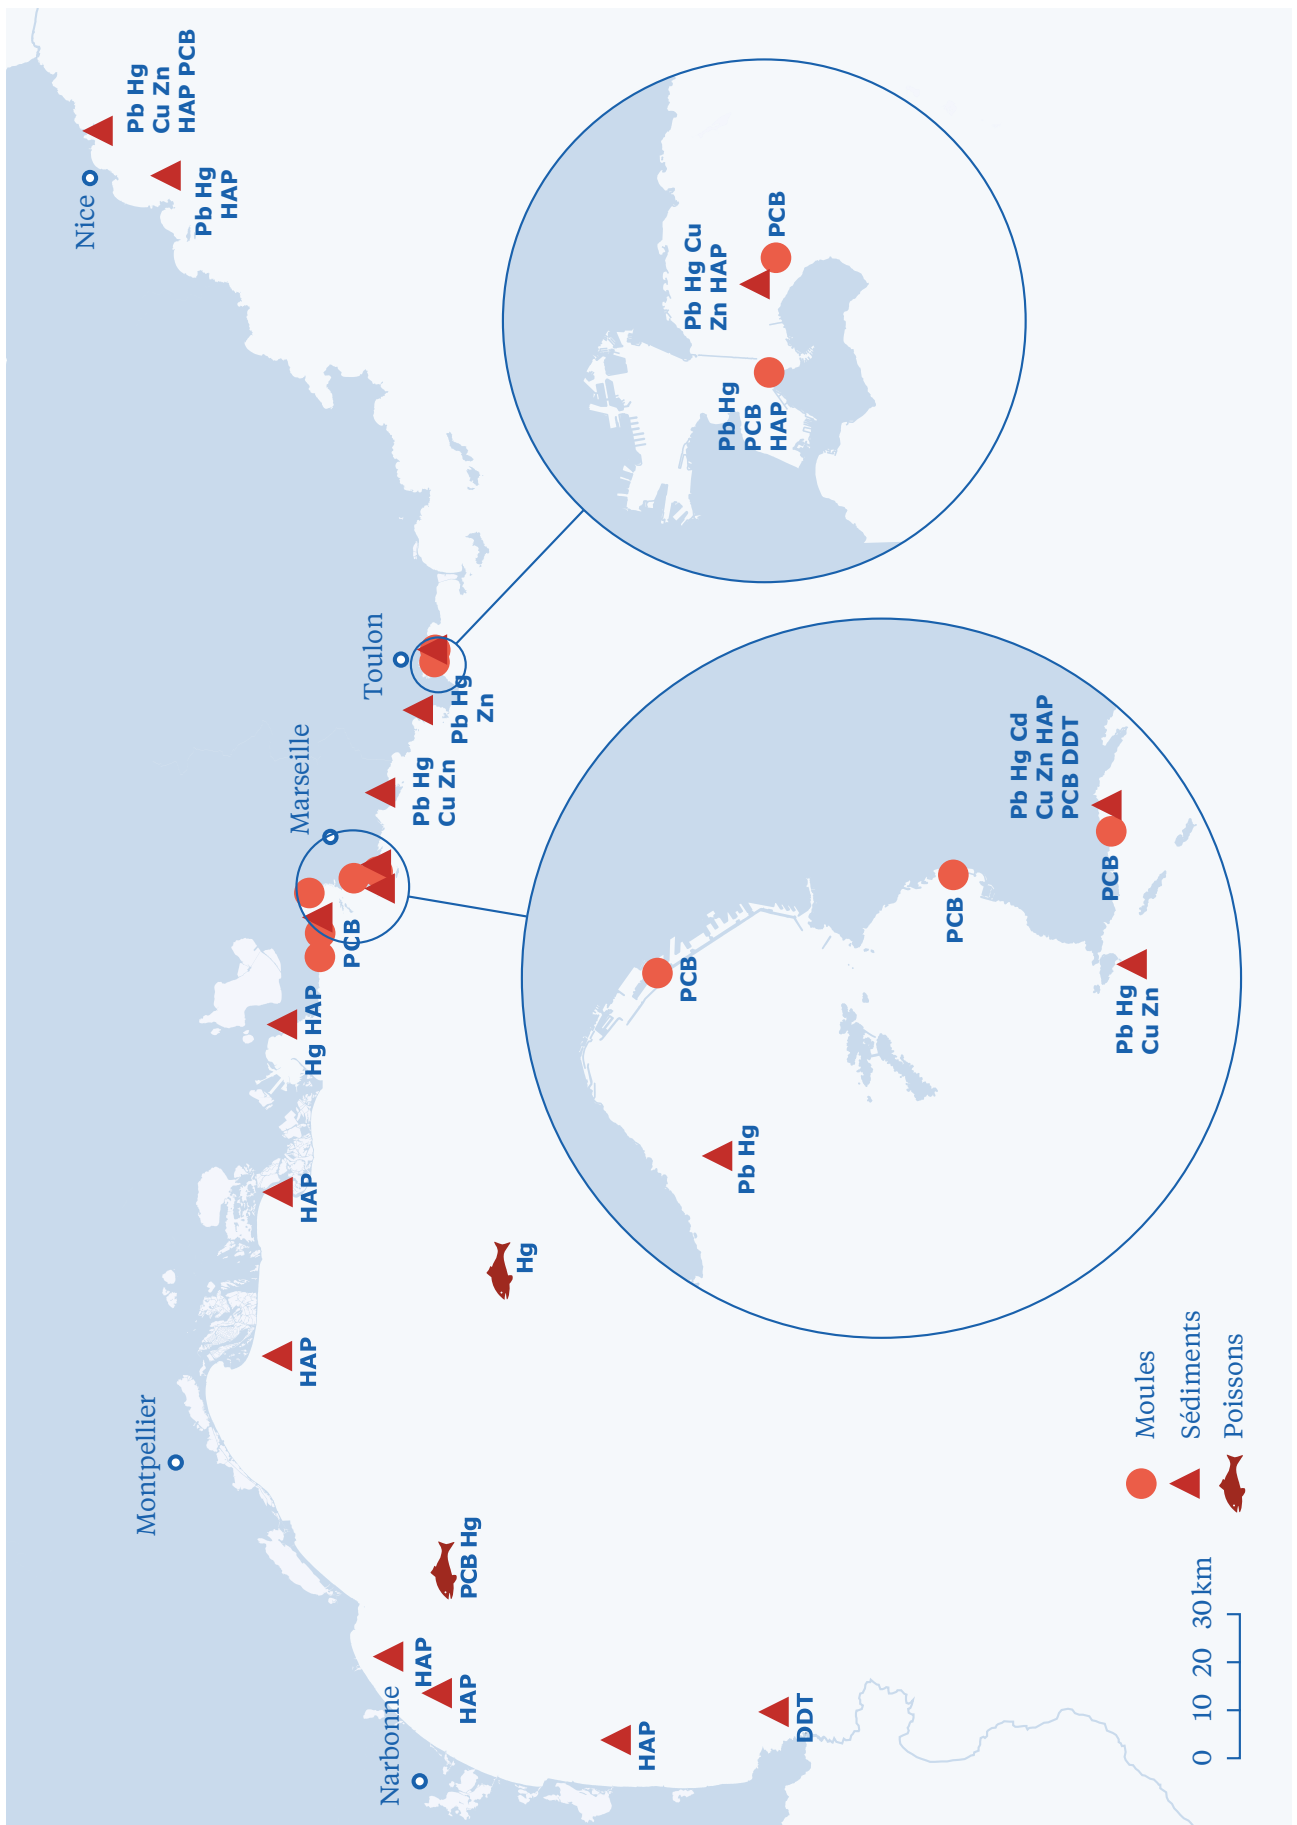 Nice
Pb Hg
Cu Zn
HAP PCB
Pb Hg
HAP
Toulon
Pb Hg
Zn
Marseille
Pb Hg
Cu Zn
PCB
Hg HAP
HAP
HAP
Montpellier
Hg
PCB Hg
Narbonne
HAP
HAP
HAP
DDT
Pb Hg Cu
Zn HAP
PCB
Pb Hg
PCB
HAP
PCB
Pb Hg
PCB
Pb Hg Cd
Cu Zn HAP
PCB DDT
PCB
Pb Hg
Cu Zn
0 10 20 30 km
Moules
Sédiments
Poissons